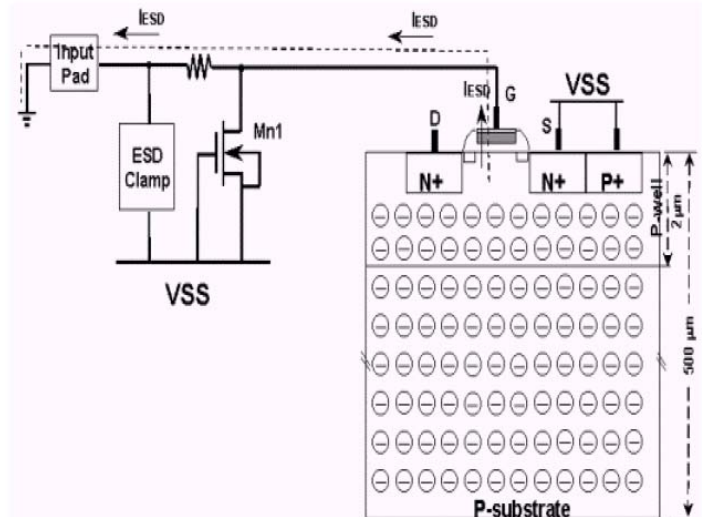 IESD
IESD
Input
Pad
IESD
G
VSS
D
S
Mn1
ESD
Clamp
N+
N+
P+
P-well
2 μm
VSS
500 μm
P-substrate